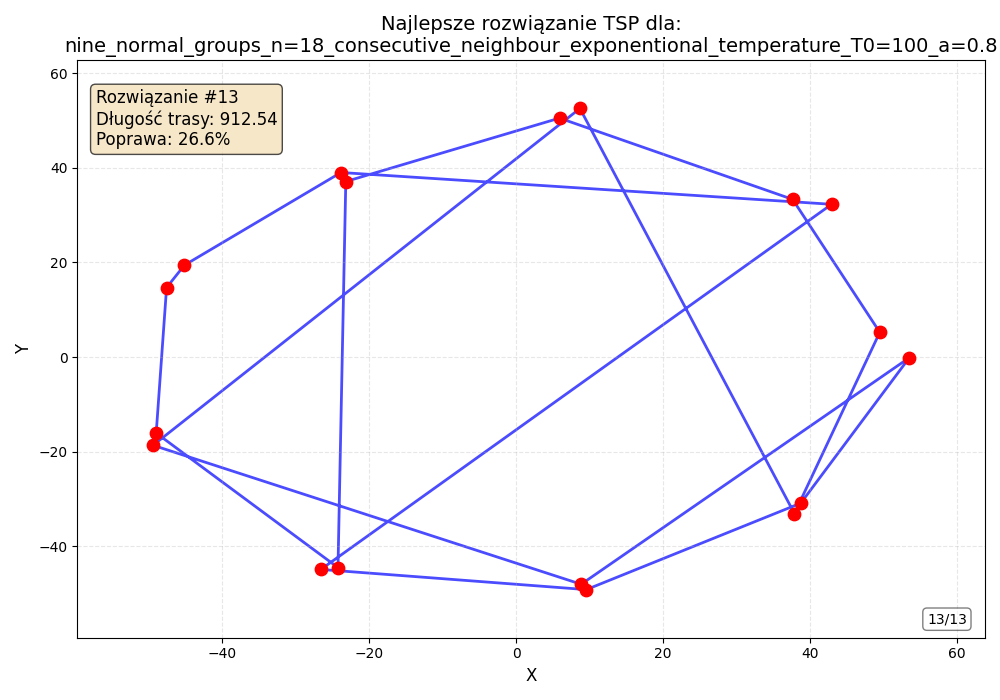 Najlepsze rozwiązanie TSP dla:
nine_normal_groups_n=18_consecutive_neighbour_exponentional_temperature_T0=100_a=0.8
Rozwiązanie #13
Długość trasy: 912.54
Poprawa: 26.6%
60
40
20
0
−20
−40
Y
13/13
−40
−20
0
20
40
60
X